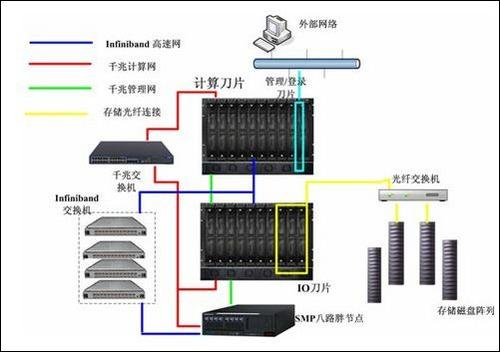 外部网络
Infiniband 高速网
千兆计算网
千兆管理网
存储光纤连接
计算刀片
管理/登录
刀片
千兆交
换机
光纤交换机
Infiniband
交换机
IO刀片
SMP八路胖节点
存储磁盘阵列